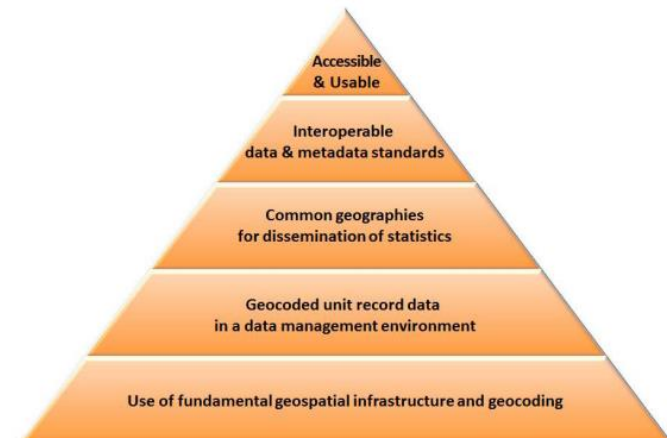 Accessible
& Usable
Interoperable
data & metadata standards
Common geographies
for dissemination of statistics
Geocoded unit record data
in a data management environment
Use of fundamental geospatial infrastructure and geocoding